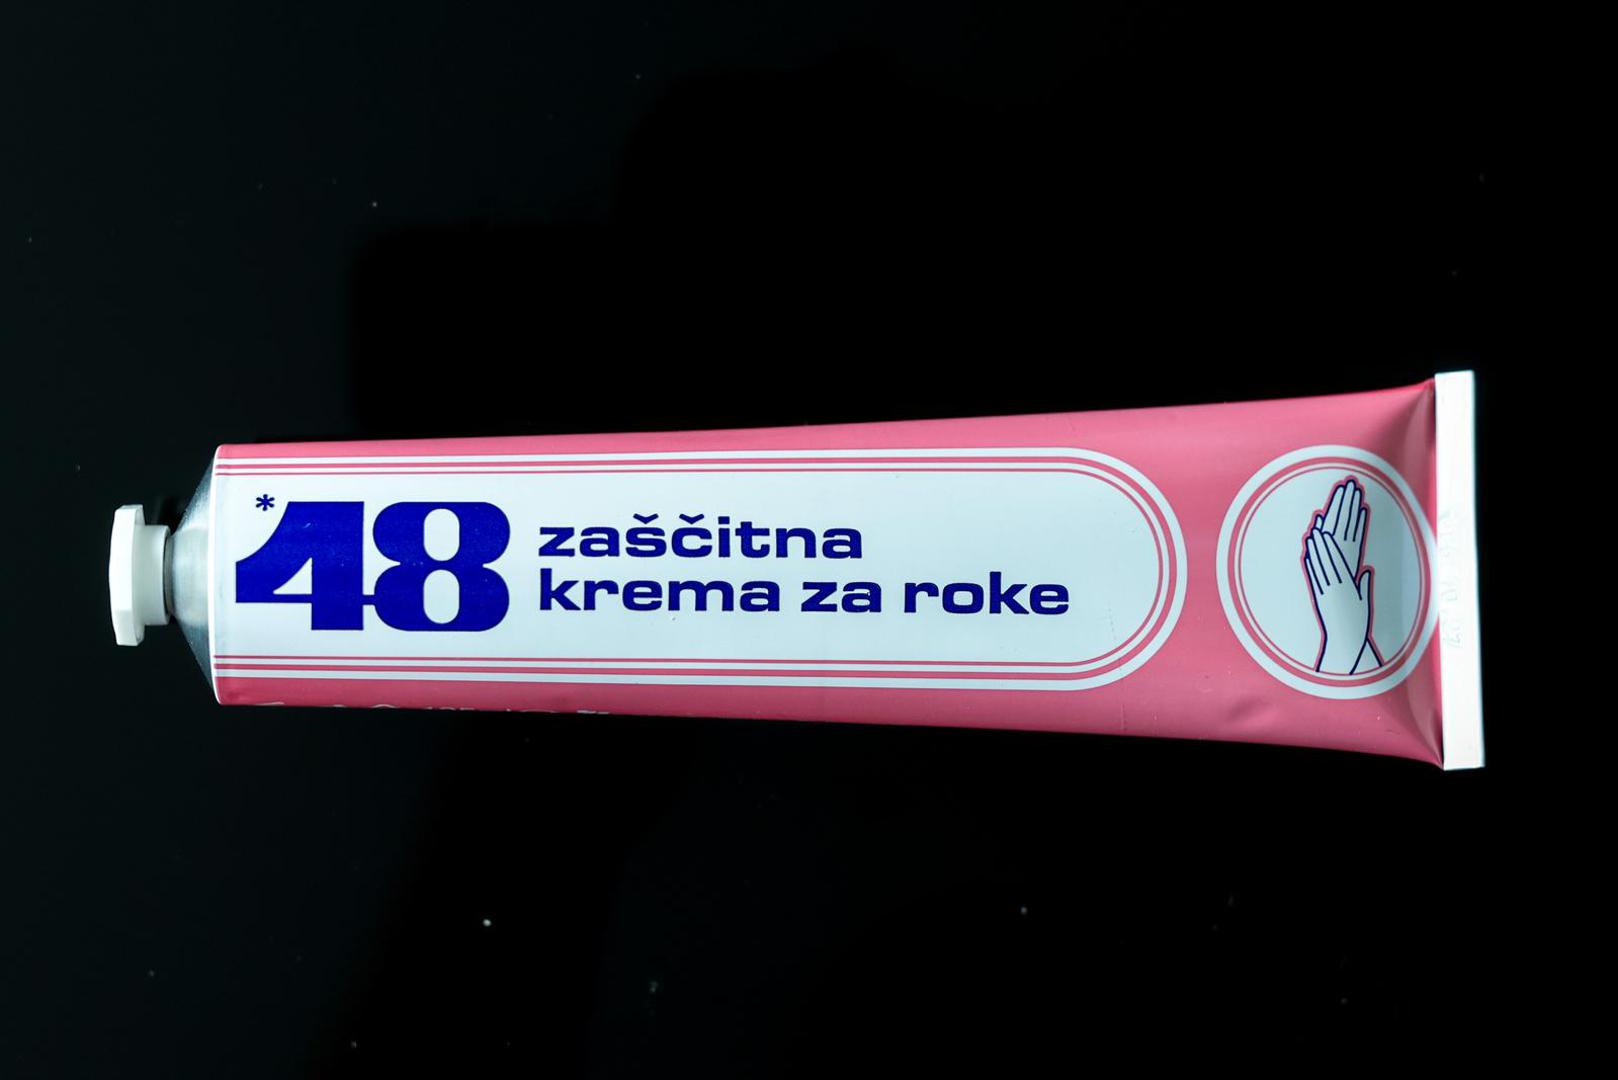 *48
zaščitna
krema za roke